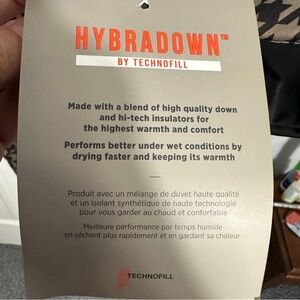 HYBRADOWN™
BY TECHNOFILL
Made with a blend of high quality down
and hi-tech insulators for
the highest warmth and comfort
Performs better under wet conditions by
drying faster and keeping its warmth
Produit avec un mélange de duvet haute qualité
et un isolant synthétique de haute technologie
pour vous garder au chaud et confortable
Meilleure performance par temps humide
en séchant plus rapidement et en gardant sa chaleur
TECHNOFILL